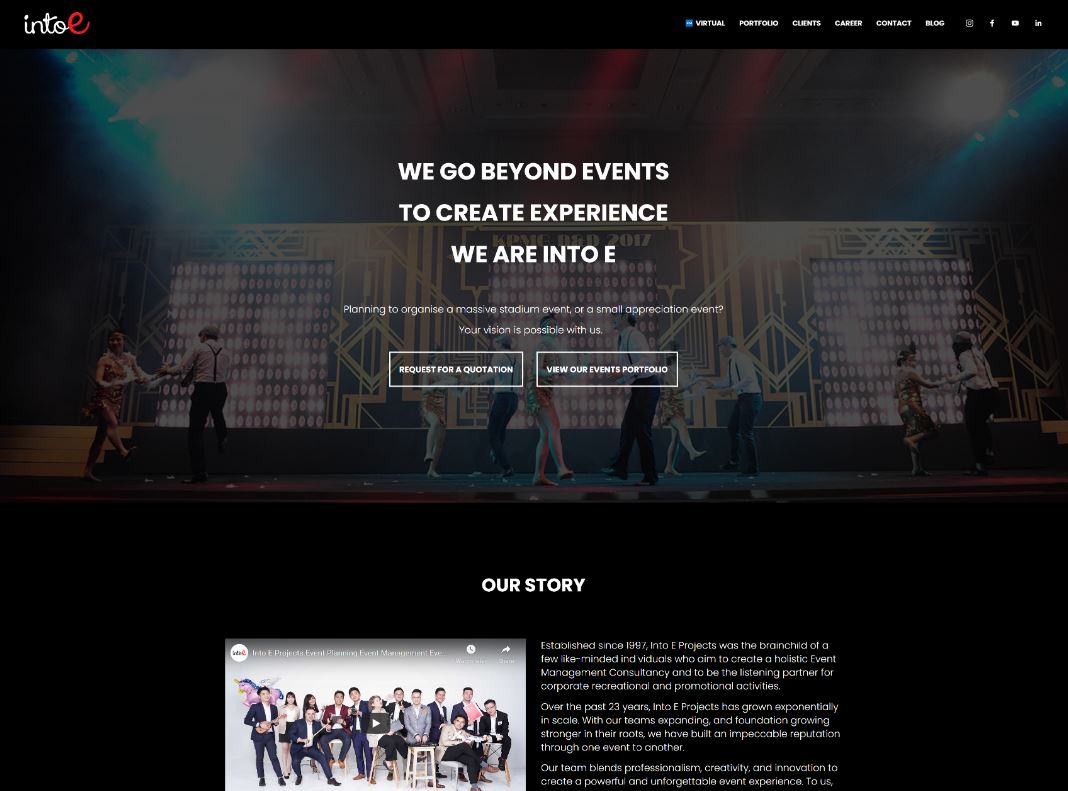 into e
VIRTUAL PORTFOLIO CLIENTS CAREER CONTACT BLOG
KPMG D&D 2017
WE GO BEYOND EVENTS
TO CREATE EXPERIENCE
WE ARE INTO E
Planning to organise a massive stadium event, or a small appreciation event?
Your vision is possible with us.
REQUEST FOR A QUOTATION
VIEW OUR EVENTS PORTFOLIO
OUR STORY
into e
Into E Projects Event Planning Event Management Eve...
Watch later
Share
Established since 1997, Into E Projects was the brainchild of a
few like-minded ind viduals who aim to create a holistic Event
Management Consultancy and to be the listening partner for
corporate recreational and promotional activities.
Over the past 23 years, Into E Projects has grown exponentially
in scale. With our teams expanding, and foundation growing
stronger in their roots, we have built an impeccable reputation
through one event to another.
Our team blends professionalism, creativity, and innovation to
create a powerful and unforgettable event experience. To us,